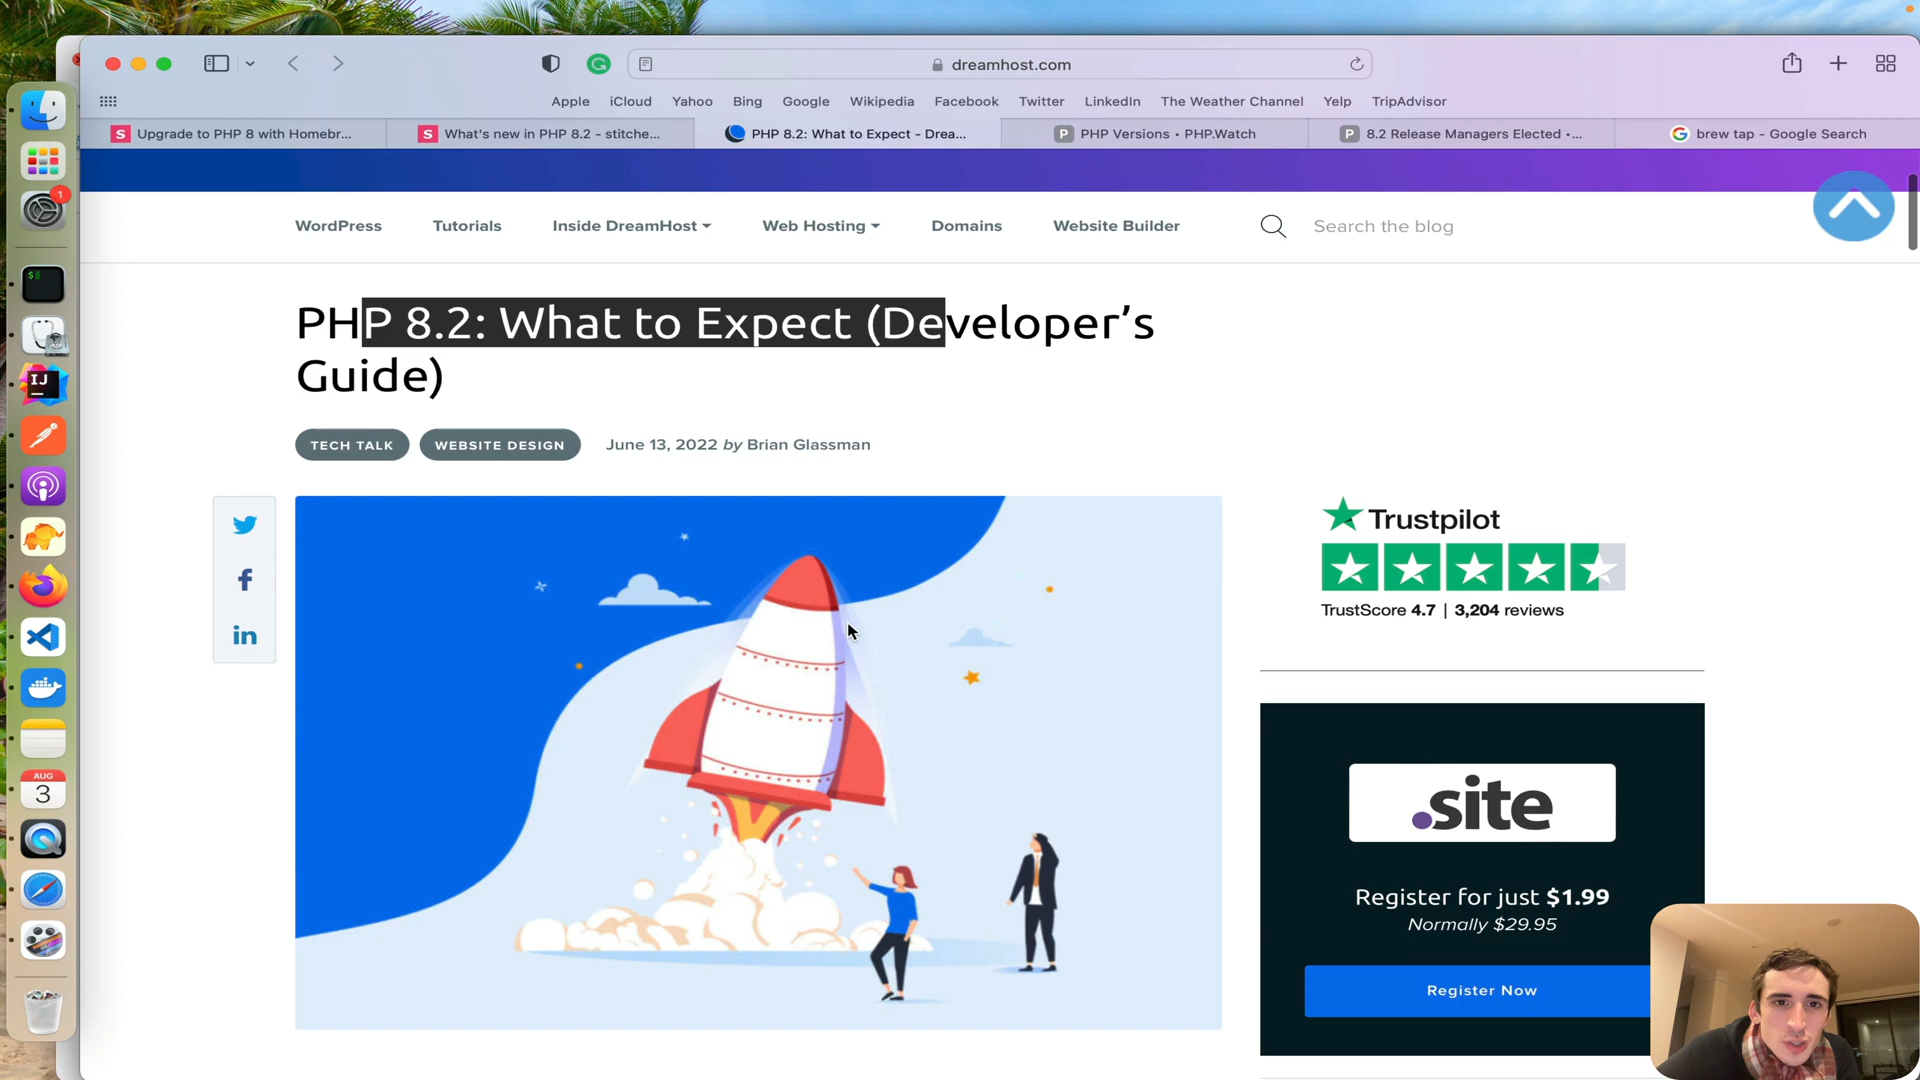 dreamhost.com
Apple iCloud Yahoo Bing Google Wikipedia Facebook Twitter LinkedIn The Weather Channel Yelp TripAdvisor
S Upgrade to PHP 8 with Homebr... S What's new in PHP 8.2 - stitche... PHP 8.2: What to Expect - Drea... P PHP Versions • PHP.Watch P 8.2 Release Managers Elected •... G brew tap - Google Search
WordPress Tutorials Inside DreamHost Web Hosting Domains Website Builder Search the blog
PHP 8.2: What to Expect (Developer's
Guide)
TECH TALK WEBSITE DESIGN June 13, 2022 by Brian Glassman
f
in
Trustpilot
TrustScore 4.7 | 3,204 reviews
.site
Register for just $1.99
Normally $29.95
Register Now
1
$
IJ
AUG
3